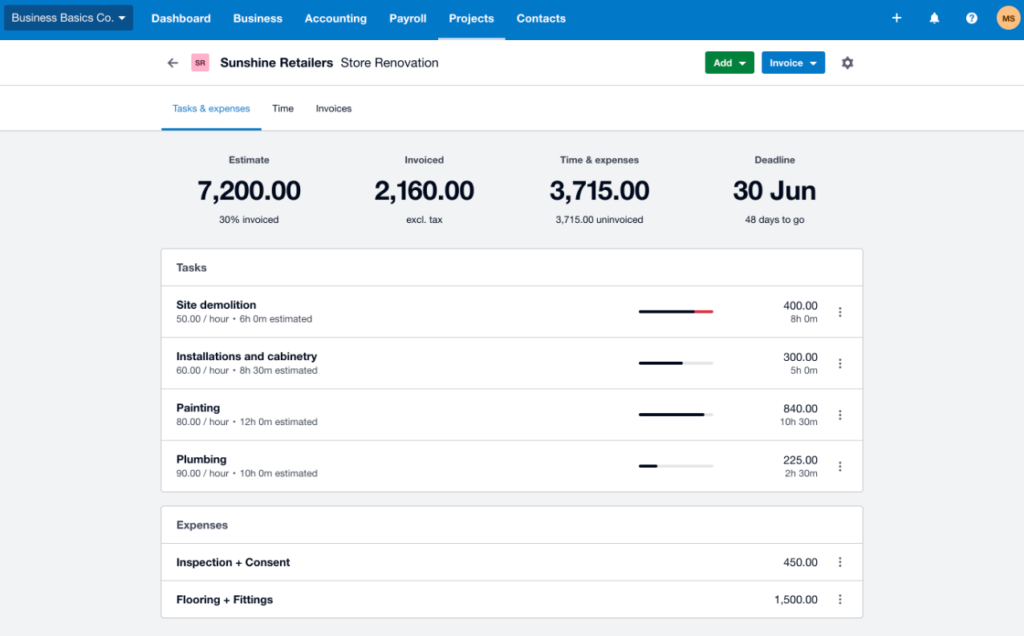 Business Basics Co. Dashboard Business Accounting Payroll Projects Contacts + ? MS
SR Sunshine Retailers Store Renovation Add Invoice
Tasks & expenses Time Invoices
Estimate Invoiced Time & expenses Deadline
7,200.00 2,160.00 3,715.00 30 Jun
30% invoiced excl. tax 3,715.00 uninvoiced 48 days to go
Tasks
Site demolition 400.00
50.00 / hour • 6h 0m estimated 8h 0m
Installations and cabinetry 300.00
60.00 / hour • 8h 30m estimated 5h 0m
Painting 840.00
80.00 / hour • 12h 0m estimated 10h 30m
Plumbing 225.00
90.00 / hour • 10h 0m estimated 2h 30m
Expenses
Inspection + Consent 450.00
Flooring + Fittings 1,500.00